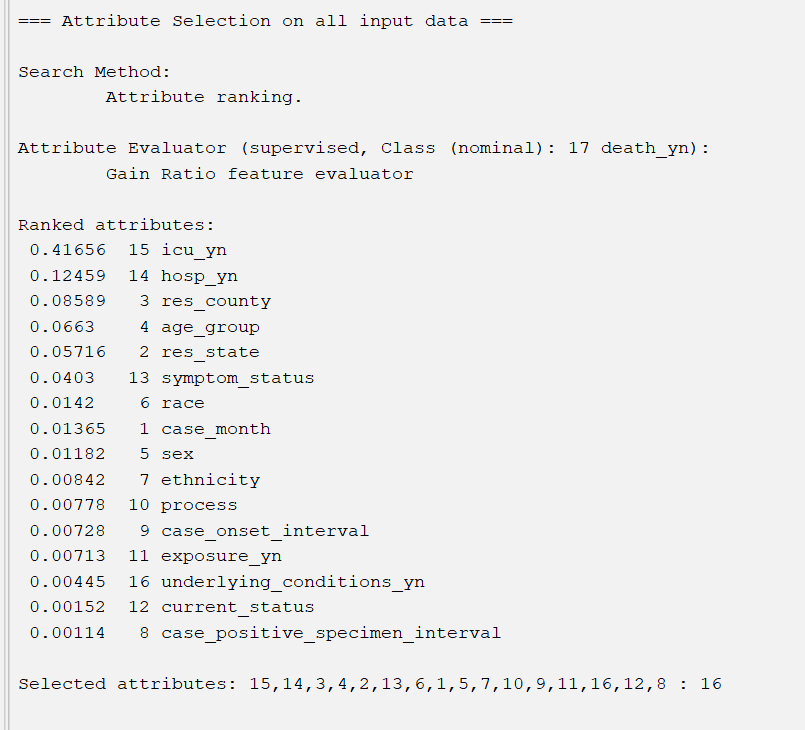 === Attribute Selection on all input data ===
Search Method:
Attribute ranking.
Attribute Evaluator (supervised, Class (nominal): 17 death_yn):
Gain Ratio feature evaluator
Ranked attributes:
0.41656 15 icu_yn
0.12459 14 hosp_yn
0.08589 3 res_county
0.0663 4 age_group
0.05716 2 res_state
0.0403 13 symptom_status
0.0142 6 race
0.01365 1 case_month
0.01182 5 sex
0.00842 7 ethnicity
0.00778 10 process
0.00728 9 case_onset_interval
0.00713 11 exposure_yn
0.00445 16 underlying_conditions_yn
0.00152 12 current_status
0.00114 8 case_positive_specimen_interval
Selected attributes: 15,14,3,4,2,13,6,1,5,7,10,9,11,16,12,8 : 16